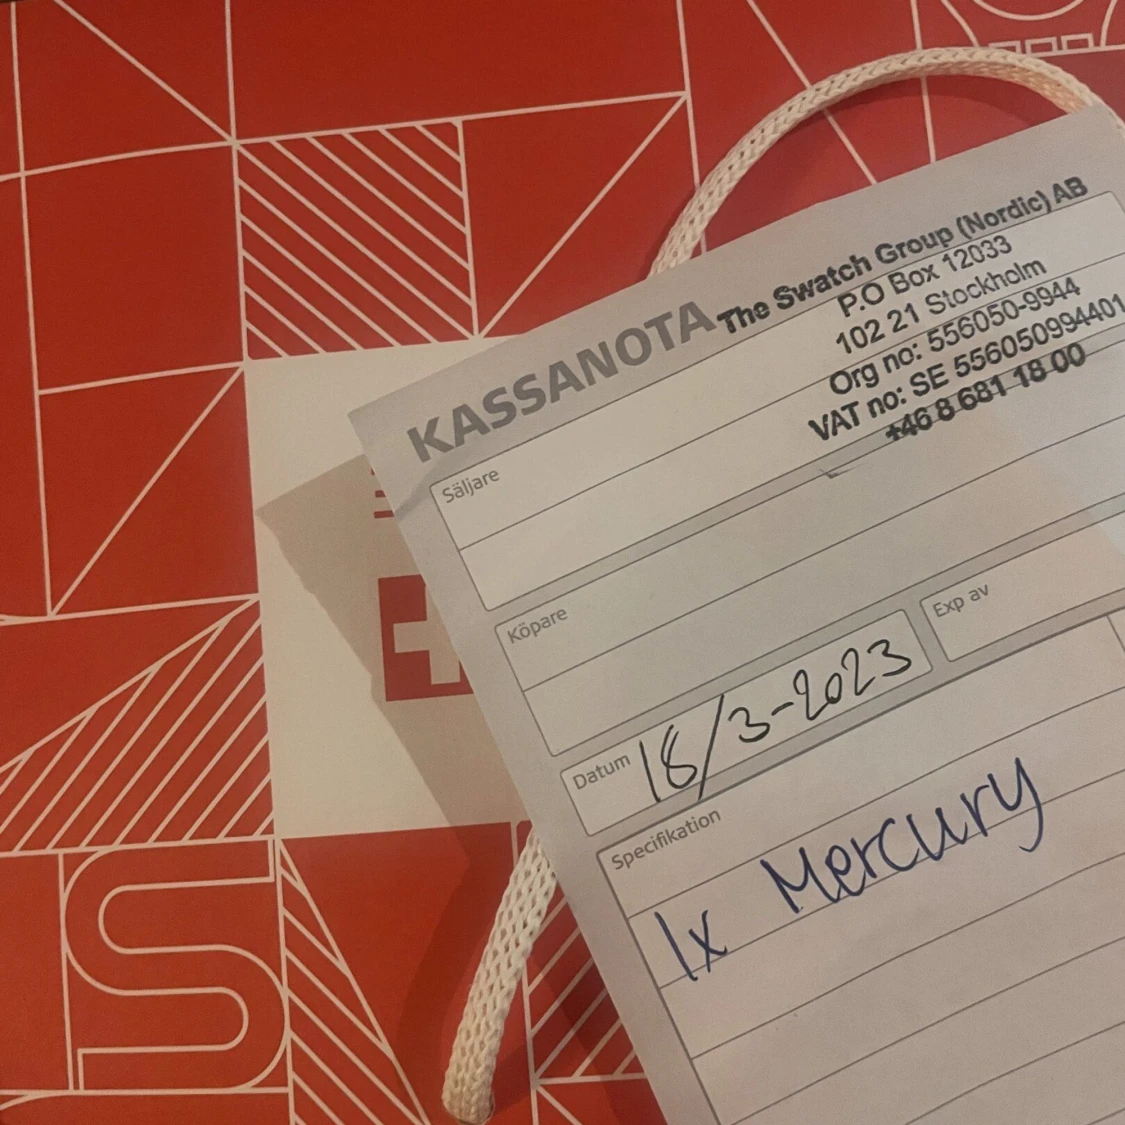 KASSANOTA
The Swatch Group (Nordic) AB
P.O Box 12033
102 21 Stockholm
Org no: 556050-9944
VAT no: SE 556050994401
+46 8 681 18 00
Säljare
Köpare
Datum 18/3-2023
Exp av
Specifikation
1x Mercury
S